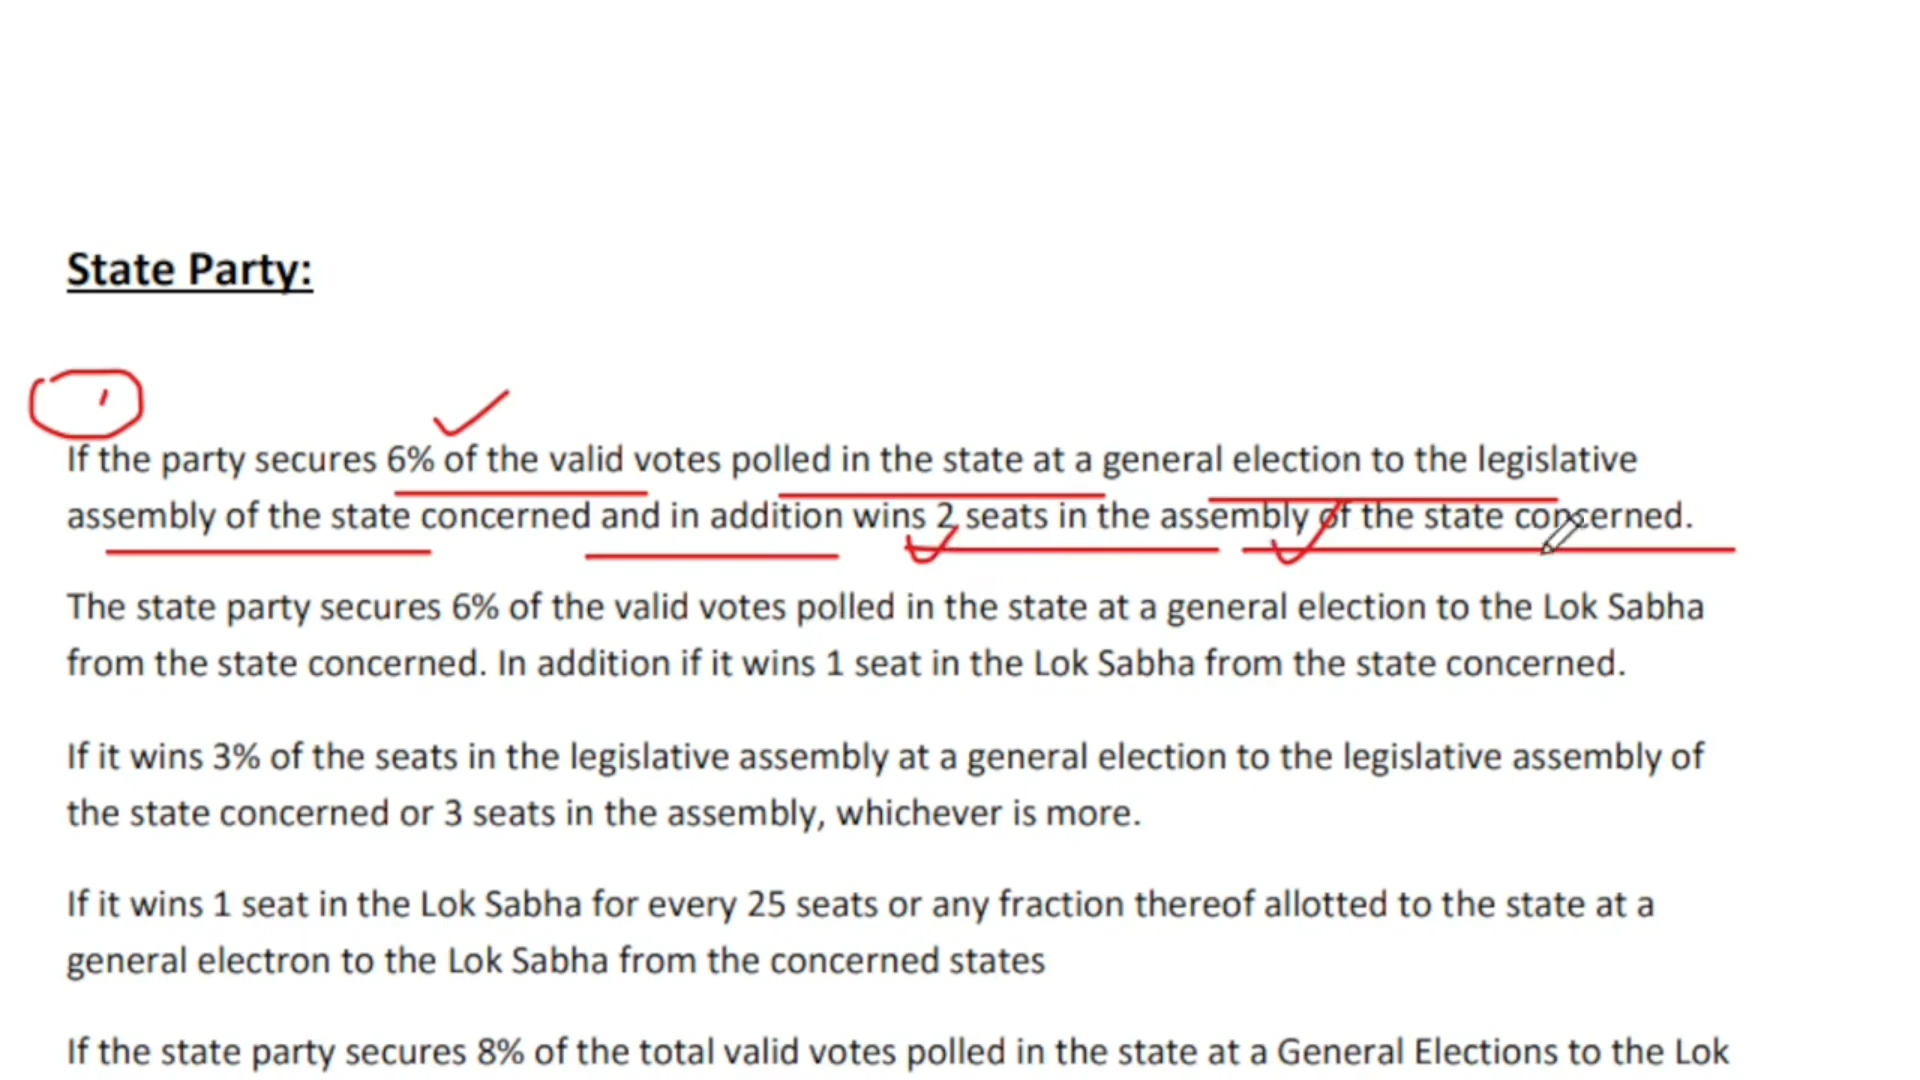 State Party:
If the party secures 6% of the valid votes polled in the state at a general election to the legislative
assembly of the state concerned and in addition wins 2 seats in the assembly of the state concerned.
The state party secures 6% of the valid votes polled in the state at a general election to the Lok Sabha
from the state concerned. In addition if it wins 1 seat in the Lok Sabha from the state concerned.
If it wins 3% of the seats in the legislative assembly at a general election to the legislative assembly of
the state concerned or 3 seats in the assembly, whichever is more.
If it wins 1 seat in the Lok Sabha for every 25 seats or any fraction thereof allotted to the state at a
general electron to the Lok Sabha from the concerned states
If the state party secures 8% of the total valid votes polled in the state at a General Elections to the Lok